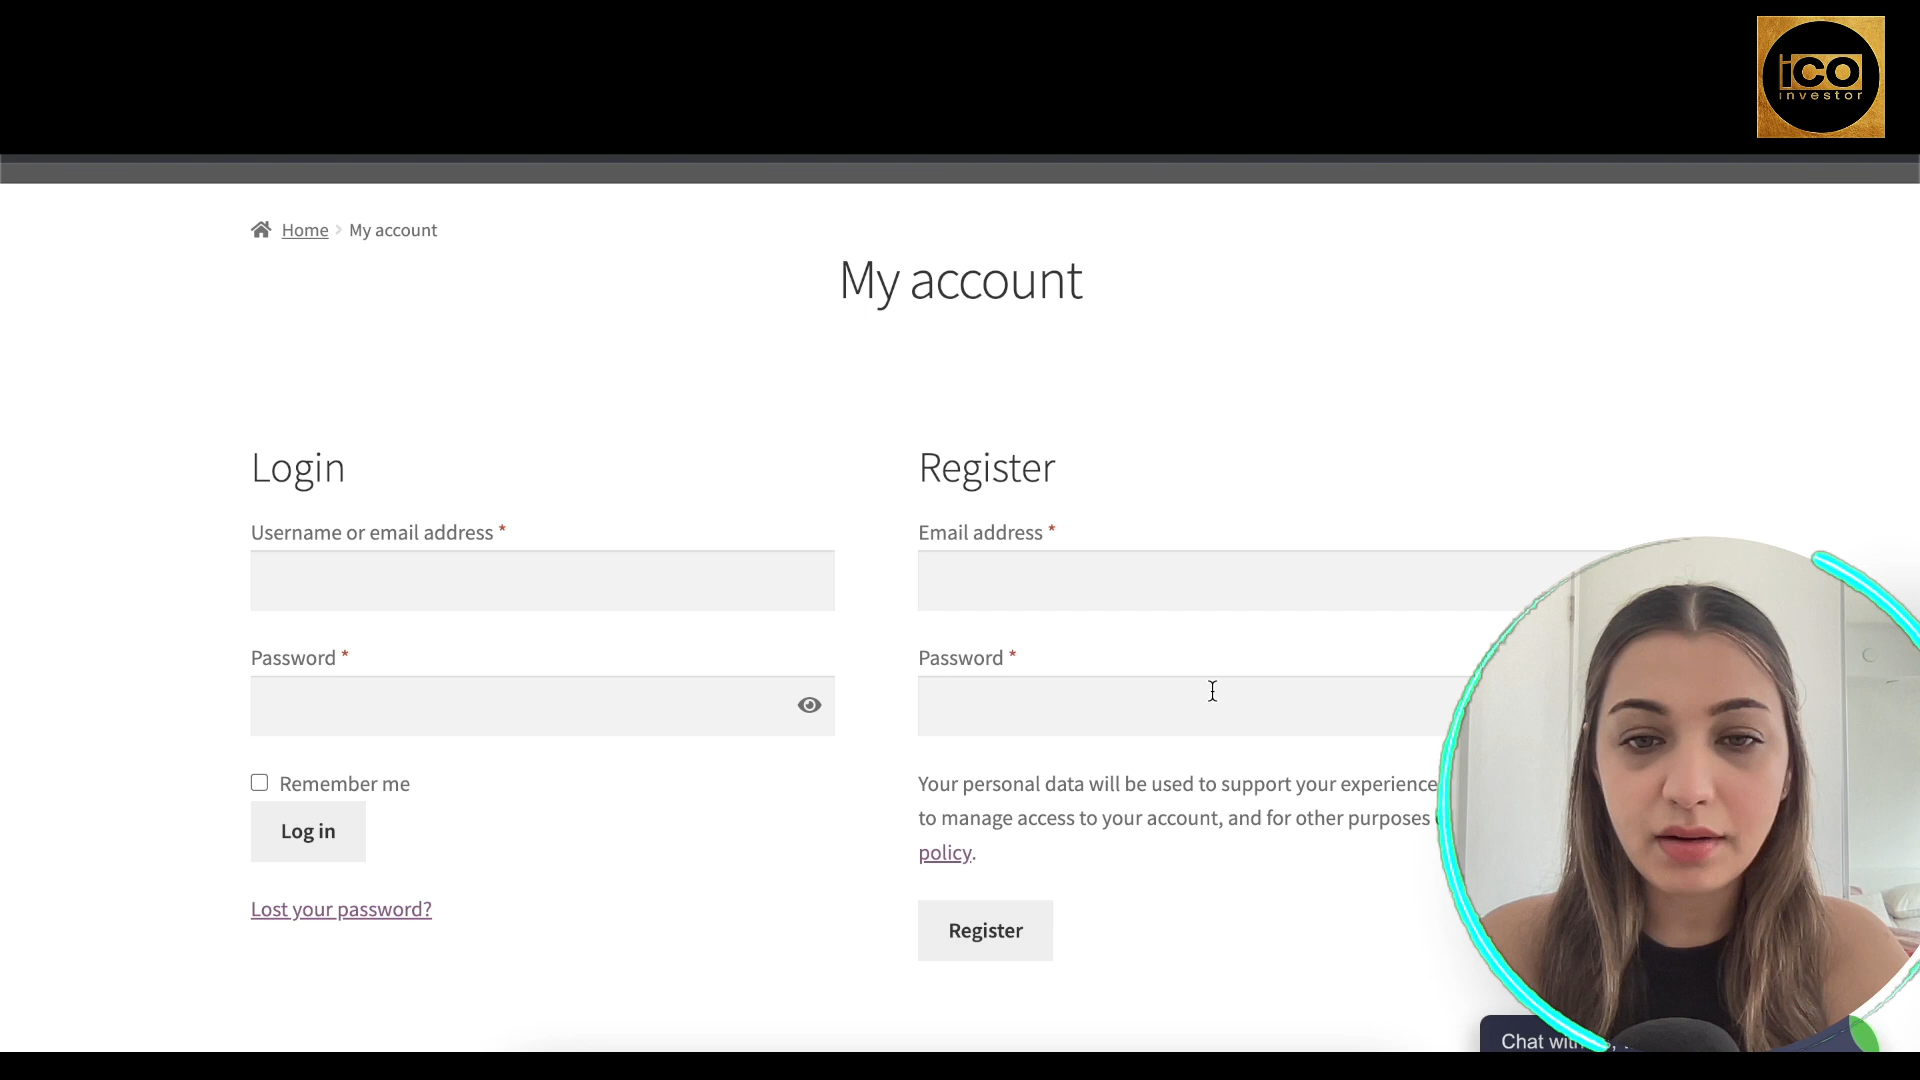 iCO
investor
Home > My account
My account
Login
Username or email address *
Password *
Remember me
Log in
Lost your password?
Register
Email address *
Password *
Your personal data will be used to support your experience
to manage access to your account, and for other purposes
policy.
Register
Chat with